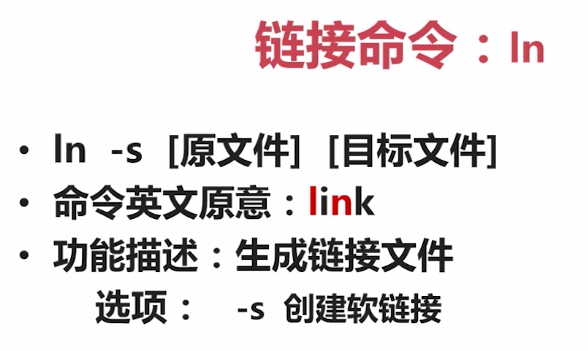 链接命令：ln
• ln -s [原文件] [目标文件]
• 命令英文原意：link
• 功能描述：生成链接文件
选项： -s 创建软链接